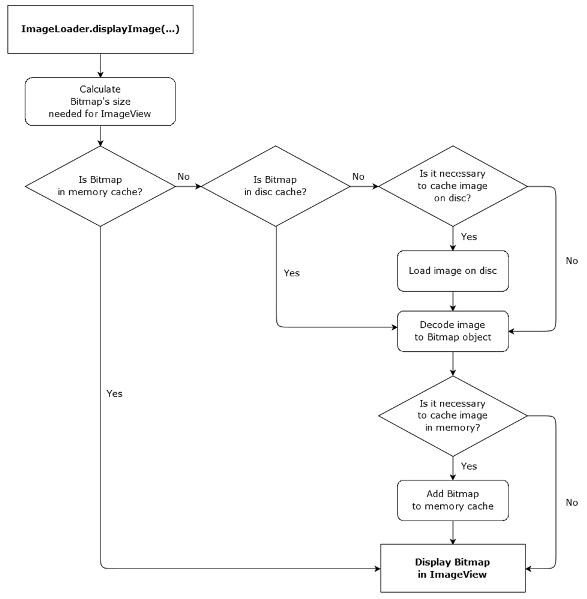 ImageLoader.displayImage(...)
Calculate
Bitmap's size
needed for ImageView
Is Bitmap
in memory cache?
No
Is Bitmap
in disc cache?
No
Is it necessary
to cache image
on disc?
Yes
No
Load image on disc
Yes
Decode image
to Bitmap object
Is it necessary
to cache image
in memory?
Yes
Yes
No
Add Bitmap
to memory cache
Display Bitmap
in ImageView